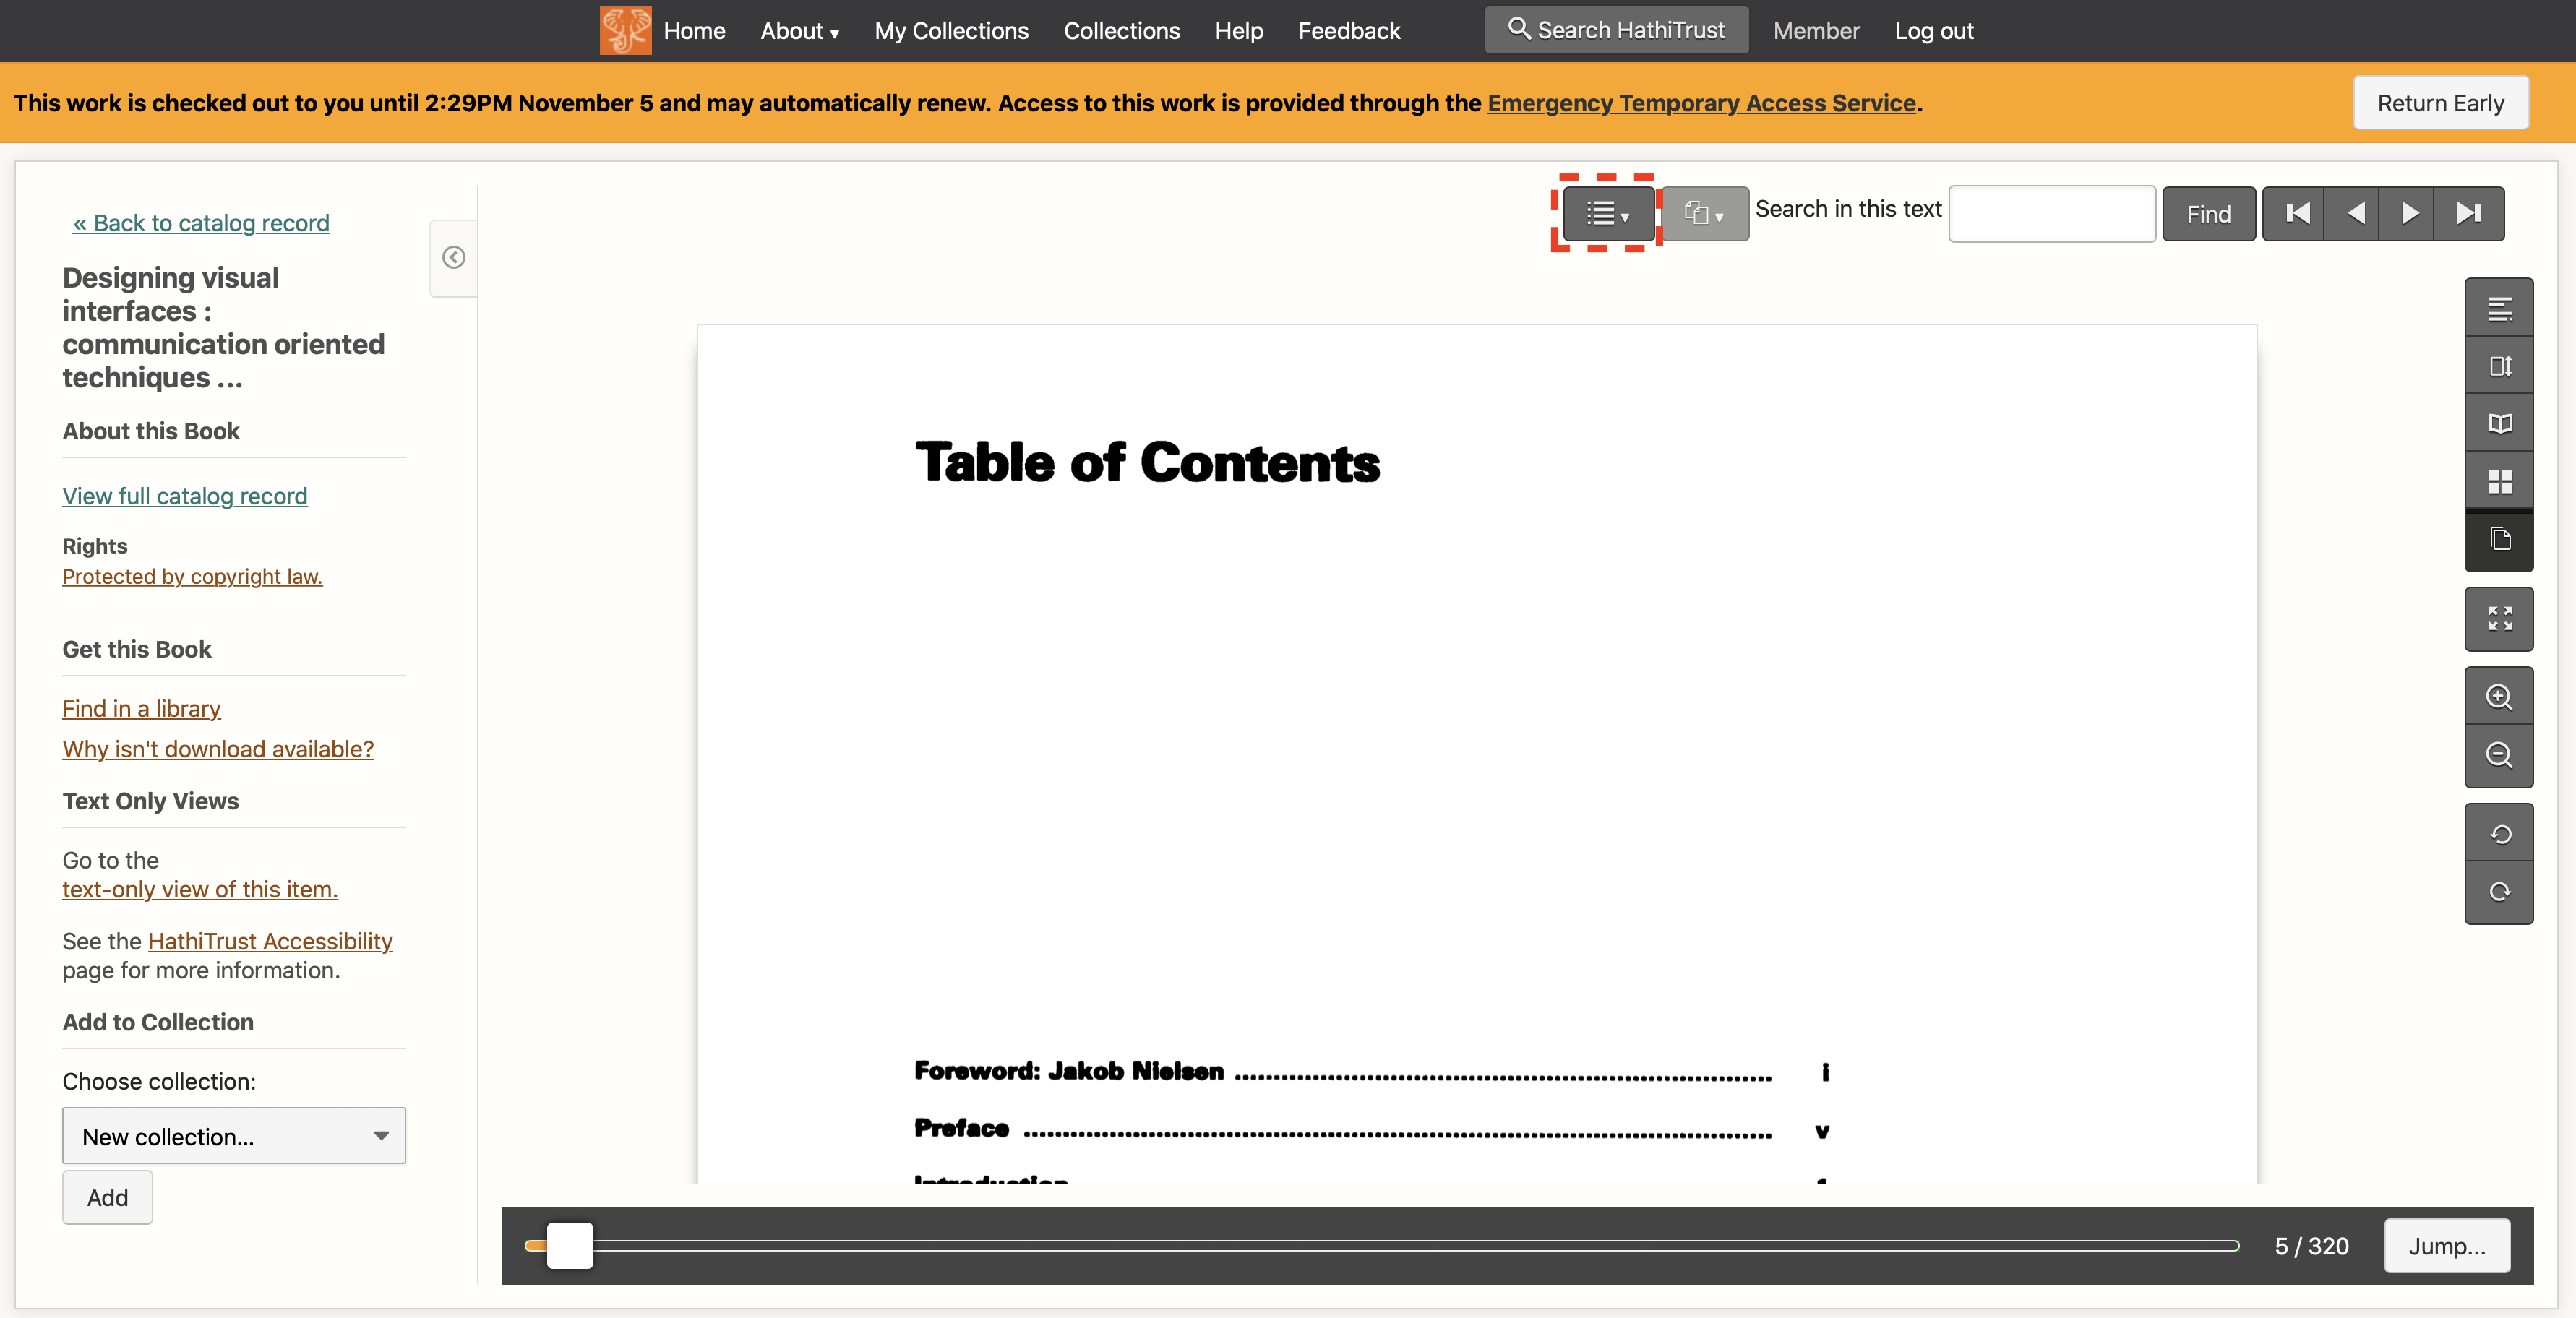 Home About ▾ My Collections Collections Help Feedback Search HathiTrust Member Log out
This work is checked out to you until 2:29PM November 5 and may automatically renew. Access to this work is provided through the Emergency Temporary Access Service.
Return Early
« Back to catalog record
Designing visual
interfaces :
communication oriented
techniques ...
About this Book
View full catalog record
Rights
Protected by copyright law.
Get this Book
Find in a library
Why isn't download available?
Text Only Views
Go to the
text-only view of this item.
See the HathiTrust Accessibility
page for more information.
Add to Collection
Choose collection:
New collection...
Add
Search in this text
Find
Table of Contents
Foreword: Jakob Nielsen ........................................ i
Preface ........................................ v
Introduction
5 / 320
Jump...